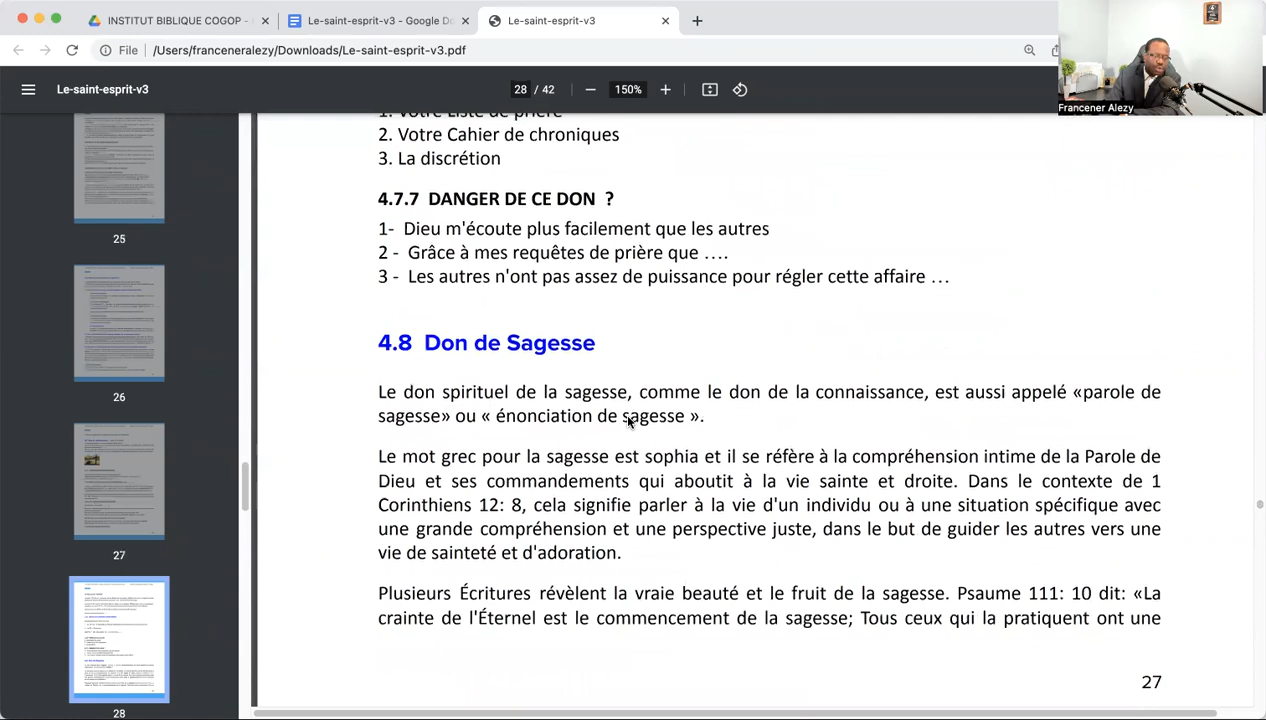 INSTITUT BIBLIQUE COGOP -
Le-saint-esprit-v3 - Google Do
Le-saint-esprit-v3
File
/Users/franceneralezy/Downloads/Le-saint-esprit-v3.pdf
Le-saint-esprit-v3
28 / 42
150%
Francener Alezy
25
26
27
28
1. Votre Liste de prière
2. Votre Cahier de chroniques
3. La discrétion
4.7.7 DANGER DE CE DON ?
1- Dieu m'écoute plus facilement que les autres
2 - Grâce à mes requêtes de prière que ….
3 - Les autres n'ont pas assez de puissance pour régler cette affaire …
4.8 Don de Sagesse
Le don spirituel de la sagesse, comme le don de la connaissance, est aussi appelé «parole de
sagesse» ou « énonciation de sagesse ».
Le mot grec pour la sagesse est sophia et il se réfère à la compréhension intime de la Parole de
Dieu et ses commandements qui aboutit à la vie sainte et droite. Dans le contexte de 1
Corinthiens 12: 8, cela signifie parler à la vie d'un individu ou à une situation spécifique avec
une grande compréhension et une perspective juste, dans le but de guider les autres vers une
vie de sainteté et d'adoration.
Plusieurs Écritures révèlent la vraie beauté et le fruit de la sagesse. Psaume 111: 10 dit: «La
crainte de l'Éternel est le commencement de la sagesse; Tous ceux qui la pratiquent ont une
27